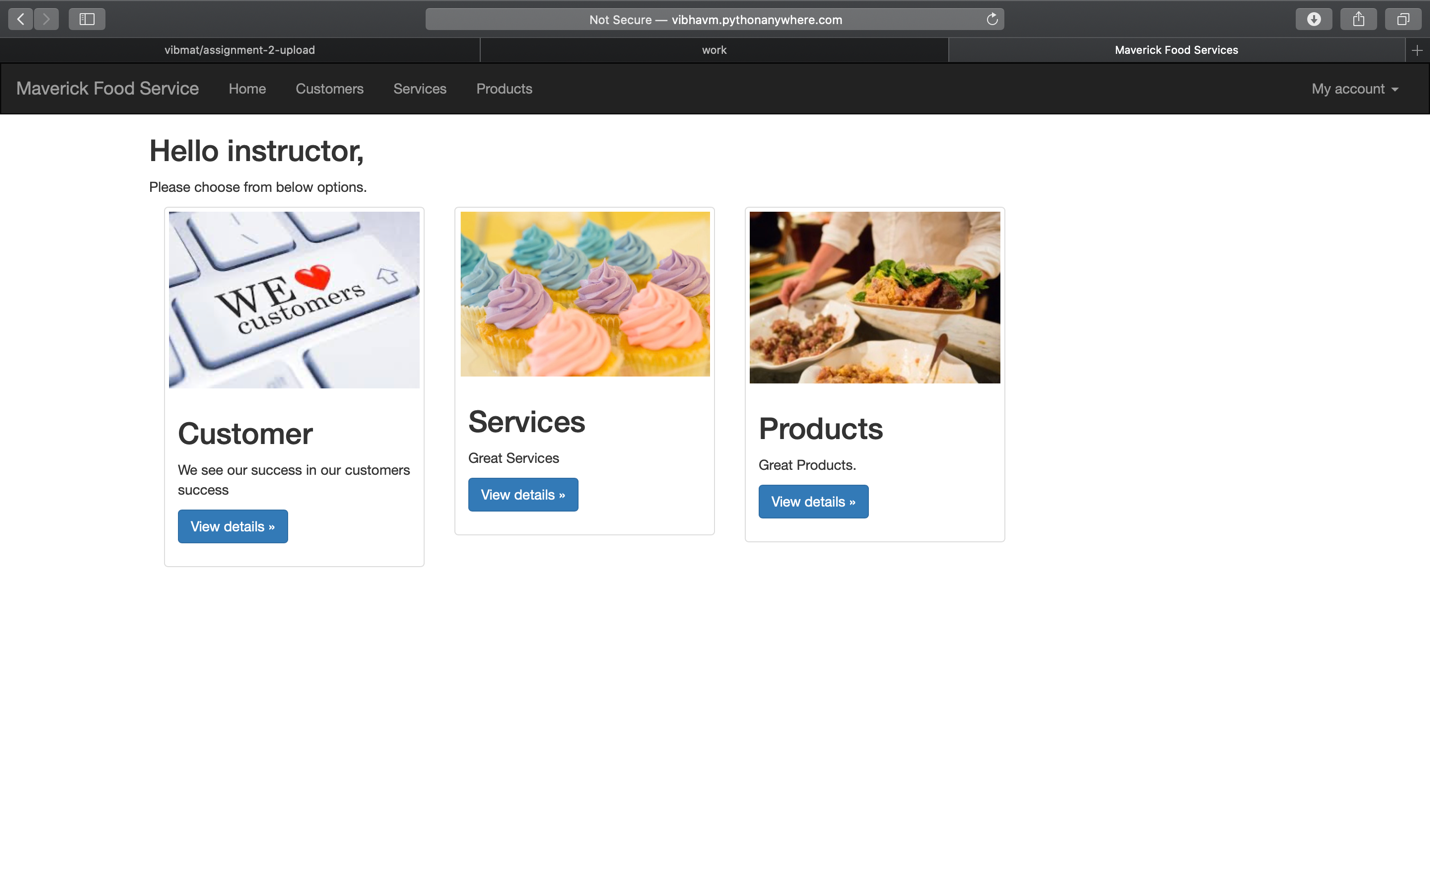 Not Secure — vibhavm.pythonanywhere.com
vibmat/assignment-2-upload
work
Maverick Food Services
Maverick Food Service
Home
Customers
Services
Products
My account
Hello instructor,
Please choose from below options.
WE
customers
Customer
We see our success in our customers
success
View details »
Services
Great Services
View details »
Products
Great Products.
View details »